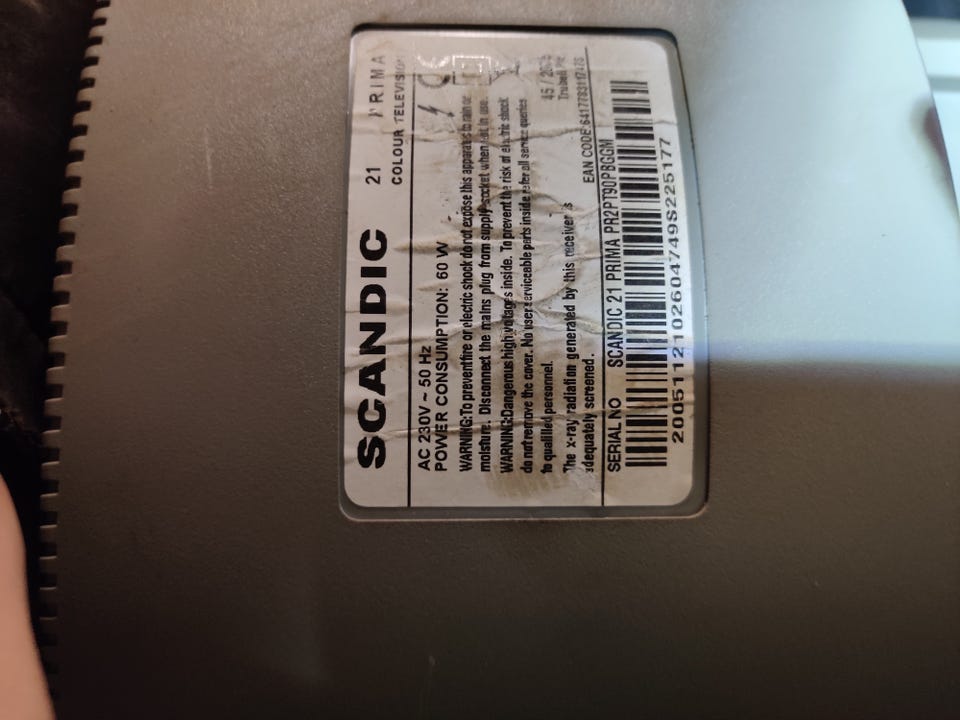 SCANDIC 21 PRIMA
COLOUR TELEVISION
AC 230V ~ 50 Hz
POWER CONSUMPTION: 60 W
WARNING:To prevent fire or electric shock do not expose this apparatus to rain or
moisture. Disconnect the mains plug from supply socket when not in use.
WARNING:Dangerous high voltages inside. To prevent the risk of electric shock
do not remove the cover. No user serviceable parts inside refer all service queries
to qualified personnel.
The x-ray radiation generated by this receiver is
adequately screened.
45 / 
EAN CODE:
SERIAL NO SCANDIC 21 PRIMA PR2PT90PBGGM
20051121026047 49S225177